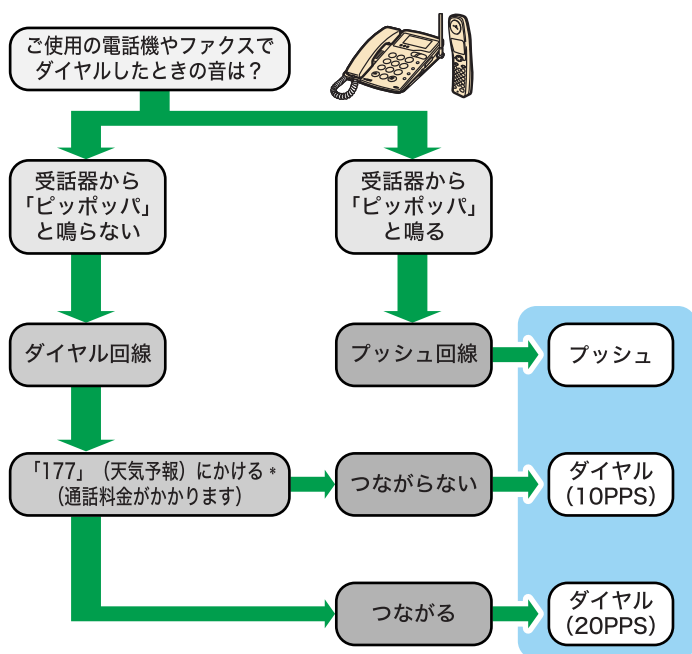 ご使用の電話機やファクスで
ダイヤルしたときの音は？
受話器から
「ピッポッパ」
と鳴らない
受話器から
「ピッポッパ」
と鳴る
ダイヤル回線
プッシュ回線
プッシュ
「177」（天気予報）にかける*
（通話料金がかかります）
つながらない
ダイヤル
（10PPS）
つながる
ダイヤル
（20PPS）